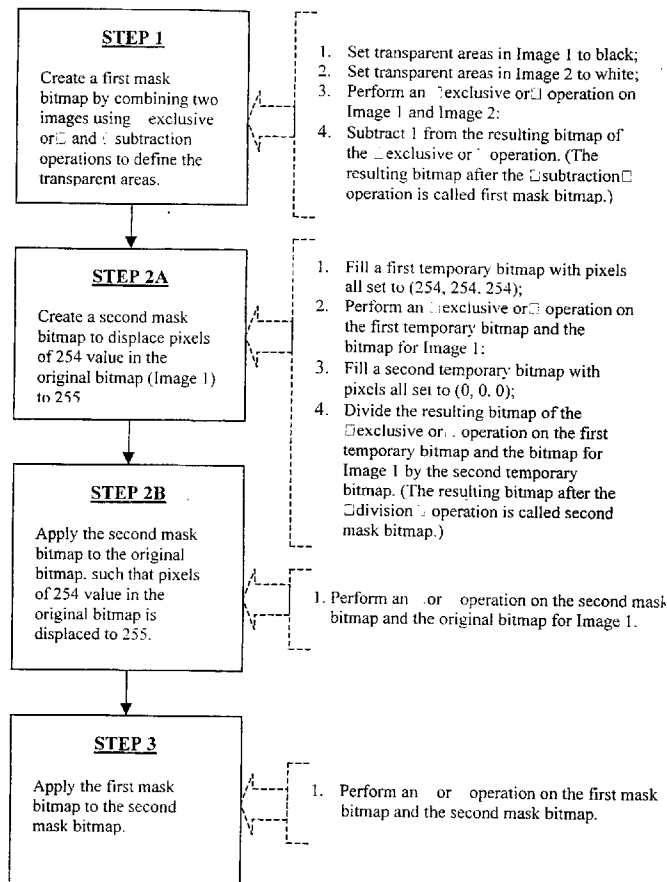 STEP 1
Create a first mask
bitmap by combining two
images using exclusive
or□ and subtraction
operations to define the
transparent areas.
1. Set transparent areas in Image 1 to black;
2. Set transparent areas in Image 2 to white;
3. Perform an □exclusive or□ operation on
Image 1 and Image 2:
4. Subtract 1 from the resulting bitmap of
the exclusive or operation. (The
resulting bitmap after the □subtraction□
operation is called first mask bitmap.)
STEP 2A
Create a second mask
bitmap to displace pixels
of 254 value in the
original bitmap (Image 1)
to 255
1. Fill a first temporary bitmap with pixels
all set to (254, 254. 254);
2. Perform an □exclusive or□ operation on
the first temporary bitmap and the
bitmap for Image 1:
3. Fill a second temporary bitmap with
pixels all set to (0, 0. 0);
4. Divide the resulting bitmap of the
□exclusive or operation on the first
temporary bitmap and the bitmap for
Image 1 by the second temporary
bitmap. (The resulting bitmap after the
□division operation is called second
mask bitmap.)
STEP 2B
Apply the second mask
bitmap to the original
bitmap. such that pixels
of 254 value in the
original bitmap is
displaced to 255.
1. Perform an or operation on the second mask
bitmap and the original bitmap for Image 1.
STEP 3
Apply the first mask
bitmap to the second
mask bitmap.
1. Perform an or operation on the first mask
bitmap and the second mask bitmap.